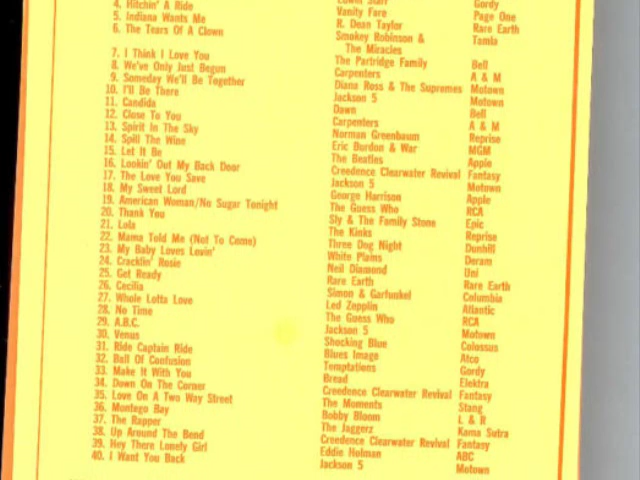 Gordy
4. Hitchin' A Ride Vanity Fare Page One
5. Indiana Wants Me R. Dean Taylor Rare Earth
6. The Tears Of A Clown Smokey Robinson & Tamla
The Miracles
7. I Think I Love You The Partridge Family Bell
8. We've Only Just Begun Carpenters A & M
9. Someday We'll Be Together Diana Ross & The Supremes Motown
10. I'll Be There Jackson 5 Motown
11. Candida Dawn Bell
12. Close To You Carpenters A & M
13. Spirit In The Sky Norman Greenbaum Reprise
14. Spill The Wine Eric Burdon & War MGM
15. Let It Be The Beatles Apple
16. Lookin' Out My Back Door Creedence Clearwater Revival Fantasy
17. The Love You Save Jackson 5 Motown
18. My Sweet Lord George Harrison Apple
19. American Woman/No Sugar Tonight The Guess Who RCA
20. Thank You Sly & The Family Stone Epic
21. Lola The Kinks Reprise
22. Mama Told Me (Not To Come) Three Dog Night Dunhill
23. My Baby Loves Lovin' White Plains Deram
24. Cracklin' Rosie Neil Diamond Uni
25. Get Ready Rare Earth Rare Earth
26. Cecilia Simon & Garfunkel Columbia
27. Whole Lotta Love Led Zepplin Atlantic
28. No Time The Guess Who RCA
29. A.B.C. Jackson 5 Motown
30. Venus Shocking Blue Colossus
31. Ride Captain Ride Blues Image Atco
32. Ball Of Confusion Temptations Gordy
33. Make It With You Bread Elektra
34. Down On The Corner Creedence Clearwater Revival Fantasy
35. Love On A Two Way Street The Moments Stang
36. Montego Bay Bobby Bloom L & R
37. The Rapper The Jaggerz Kama Sutra
38. Up Around The Bend Creedence Clearwater Revival Fantasy
39. Hey There Lonely Girl Eddie Holman ABC
40. I Want You Back Jackson 5 Motown